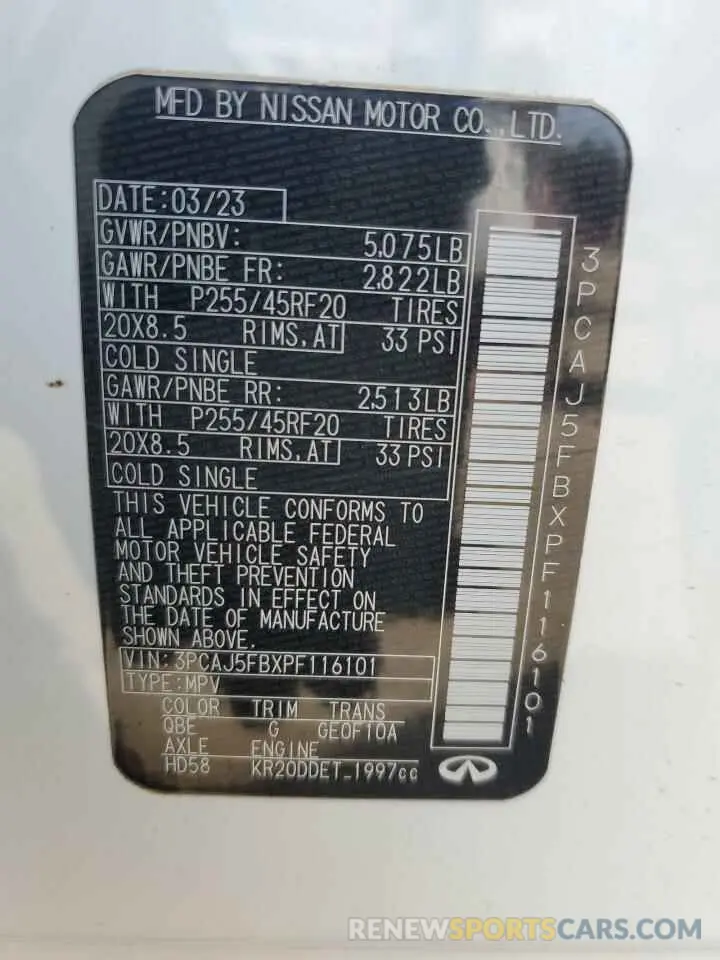 MFD BY NISSAN MOTOR CO., LTD.
DATE:03/23
GVWR/PNBV: 5,075LB
GAWR/PNBE FR: 2,822LB
WITH P255/45RF20 TIRES
20X8.5 RIMS,AT 33 PSI
COLD SINGLE
GAWR/PNBE RR: 2,513LB
WITH P255/45RF20 TIRES
20X8.5 RIMS,AT 33 PSI
COLD SINGLE
THIS VEHICLE CONFORMS TO
ALL APPLICABLE FEDERAL
MOTOR VEHICLE SAFETY
AND THEFT PREVENTION
STANDARDS IN EFFECT ON
THE DATE OF MANUFACTURE
SHOWN ABOVE.
VIN:3PCAJ5FBXPF116101
TYPE:MPV
COLOR TRIM TRANS
QBE G GE0F10A
AXLE ENGINE
HD58 KR20DDET 1997cc
3PCAJ5FBXPF116101
RENEWSPORTSCARS.COM